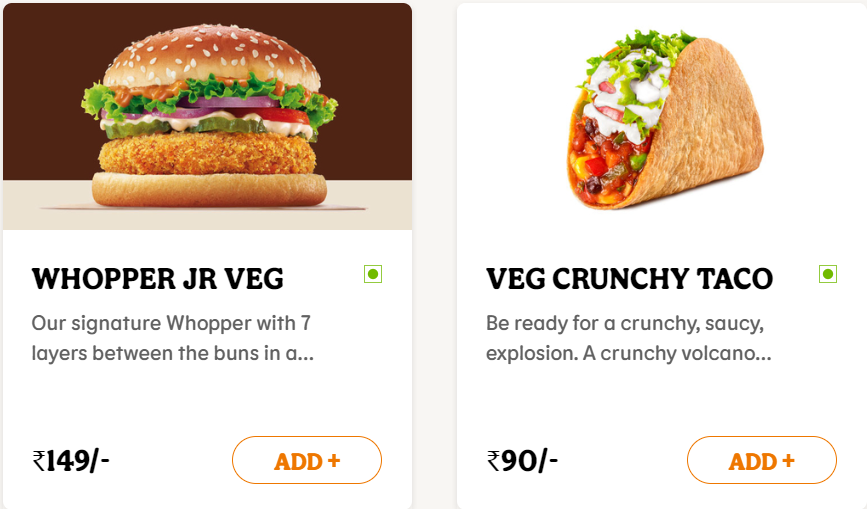 WHOPPER JR VEG
Our signature Whopper with 7
layers between the buns in a...
₹149/-
ADD +
VEG CRUNCHY TACO
Be ready for a crunchy, saucy,
explosion. A crunchy volcano...
₹90/-
ADD +